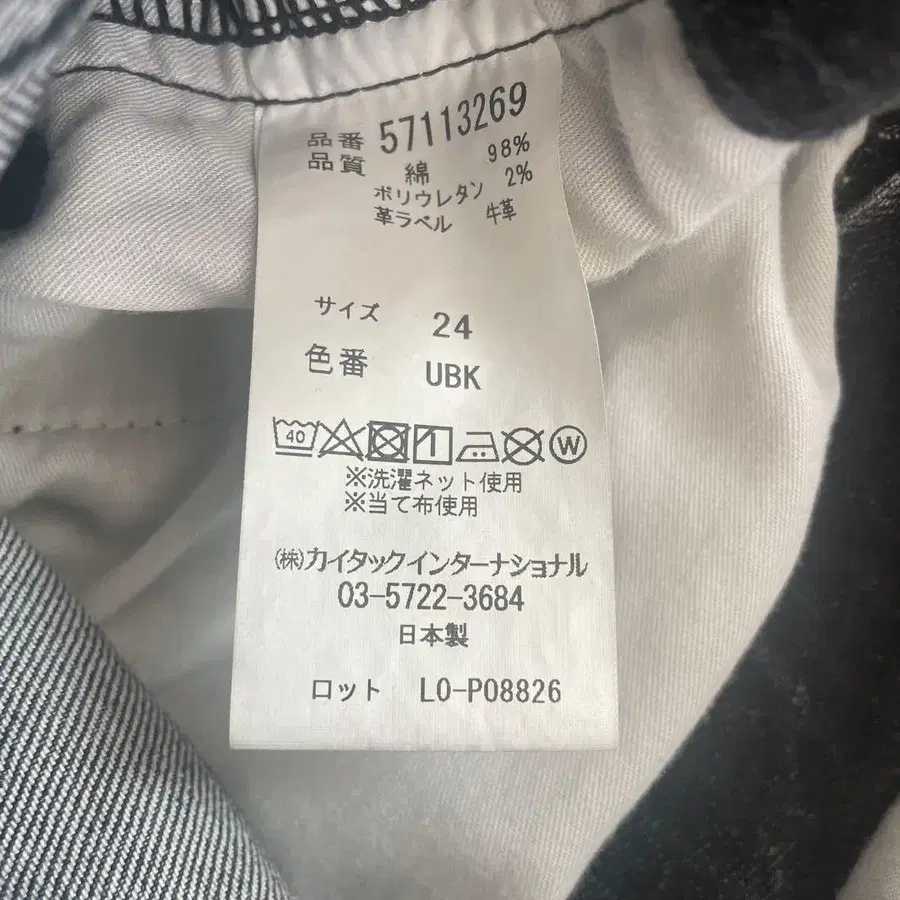 品番 57113269
品質 綿 98%
ポリウレタン 2%
革ラベル 牛革
サイズ 24
色番 UBK
40 W
※洗濯ネット使用
※当て布使用
㈱カイタックインターナショナル
03-5722-3684
日本製
ロット LO-P08826